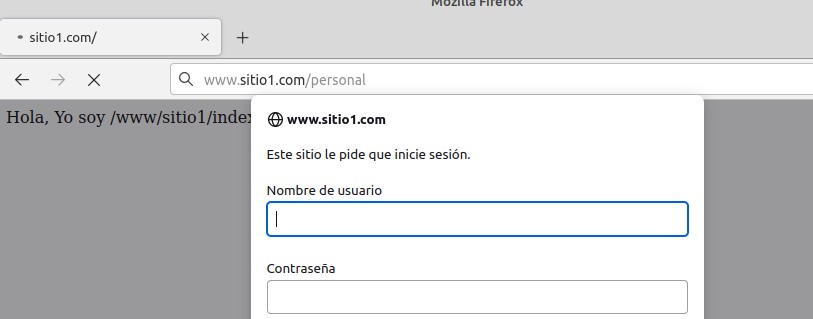 Mozilla Firefox
sitio1.com/
www.sitio1.com/personal
Hola, Yo soy /www/sitio1/index
www.sitio1.com
Este sitio le pide que inicie sesión.
Nombre de usuario
Contraseña